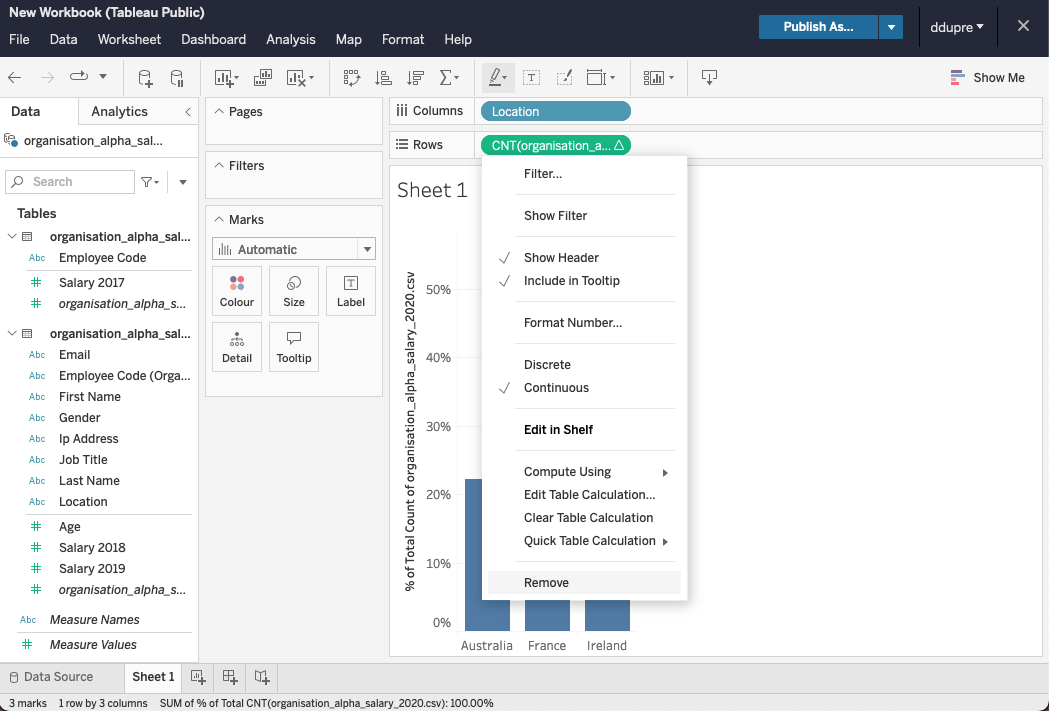 New Workbook (Tableau Public)
File Data Worksheet Dashboard Analysis Map Format Help
Publish As...
ddupre
Show Me
Data Analytics
organisation_alpha_sal...
Search
Tables
organisation_alpha_sal...
Abc Employee Code
Salary 2017
organisation_alpha_s...
organisation_alpha_sal...
Abc Email
Abc Employee Code (Orga...
Abc First Name
Abc Gender
Abc Ip Address
Abc Job Title
Abc Last Name
Abc Location
Age
Salary 2018
Salary 2019
organisation_alpha_s...
Abc Measure Names
Measure Values
Pages
Filters
Marks
Automatic
Colour Size Label
Detail Tooltip
Columns Location
Rows CNT(organisation_a...
Sheet 1
% of Total Count of organisation_alpha_salary_2020.csv
50%
40%
30%
20%
10%
0%
Australia France Ireland
Filter...
Show Filter
Show Header
Include in Tooltip
Format Number...
Discrete
Continuous
Edit in Shelf
Compute Using
Edit Table Calculation...
Clear Table Calculation
Quick Table Calculation
Remove
Data Source Sheet 1
3 marks 1 row by 3 columns SUM of % of Total CNT(organisation_alpha_salary_2020.csv): 100.00%